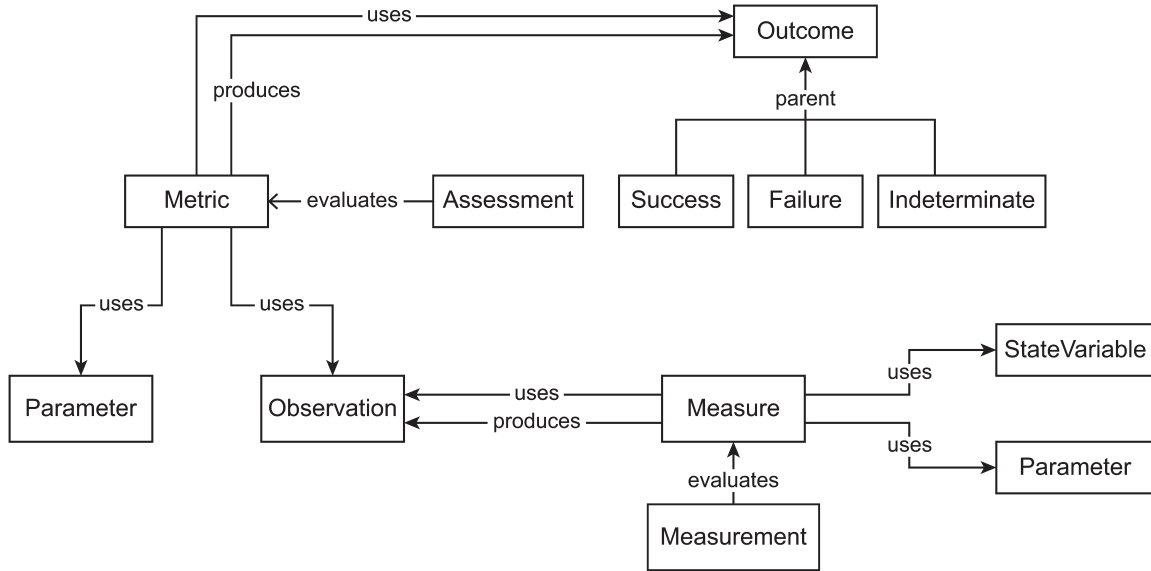 uses
Outcome
produces
parent
Metric
evaluates
Assessment
Success
Failure
Indeterminate
uses
uses
StateVariable
uses
Parameter
Observation
uses
Measure
produces
uses
Parameter
evaluates
Measurement